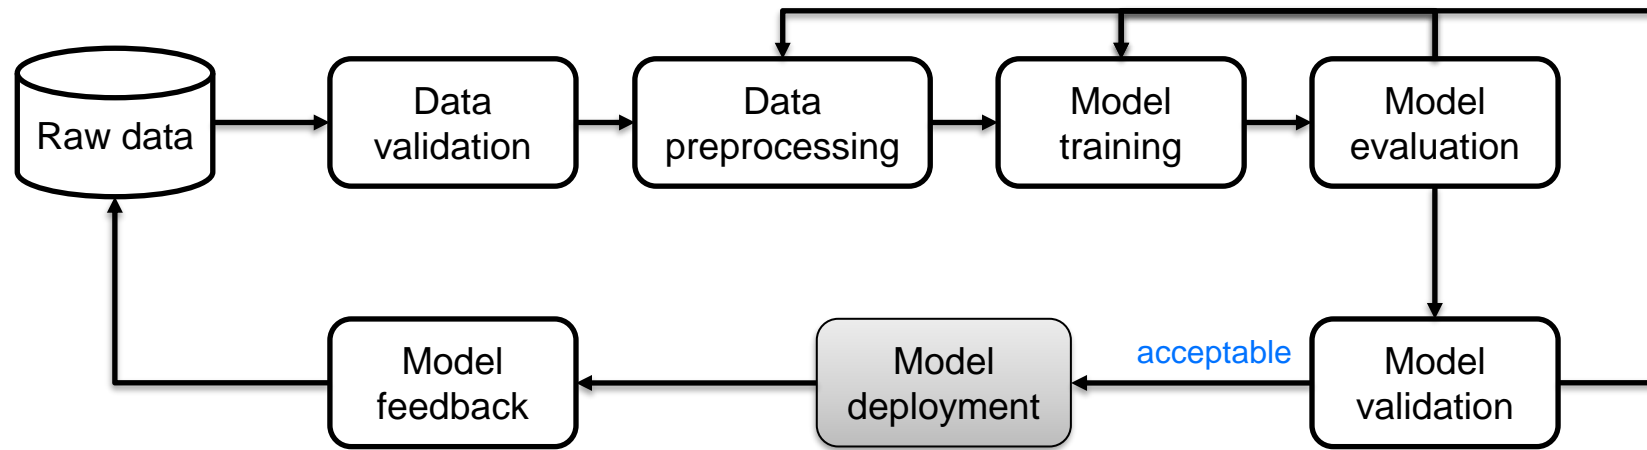 Raw data
Data
validation
Data
preprocessing
Model
training
Model
evaluation
Model
feedback
Model
deployment
acceptable
Model
validation